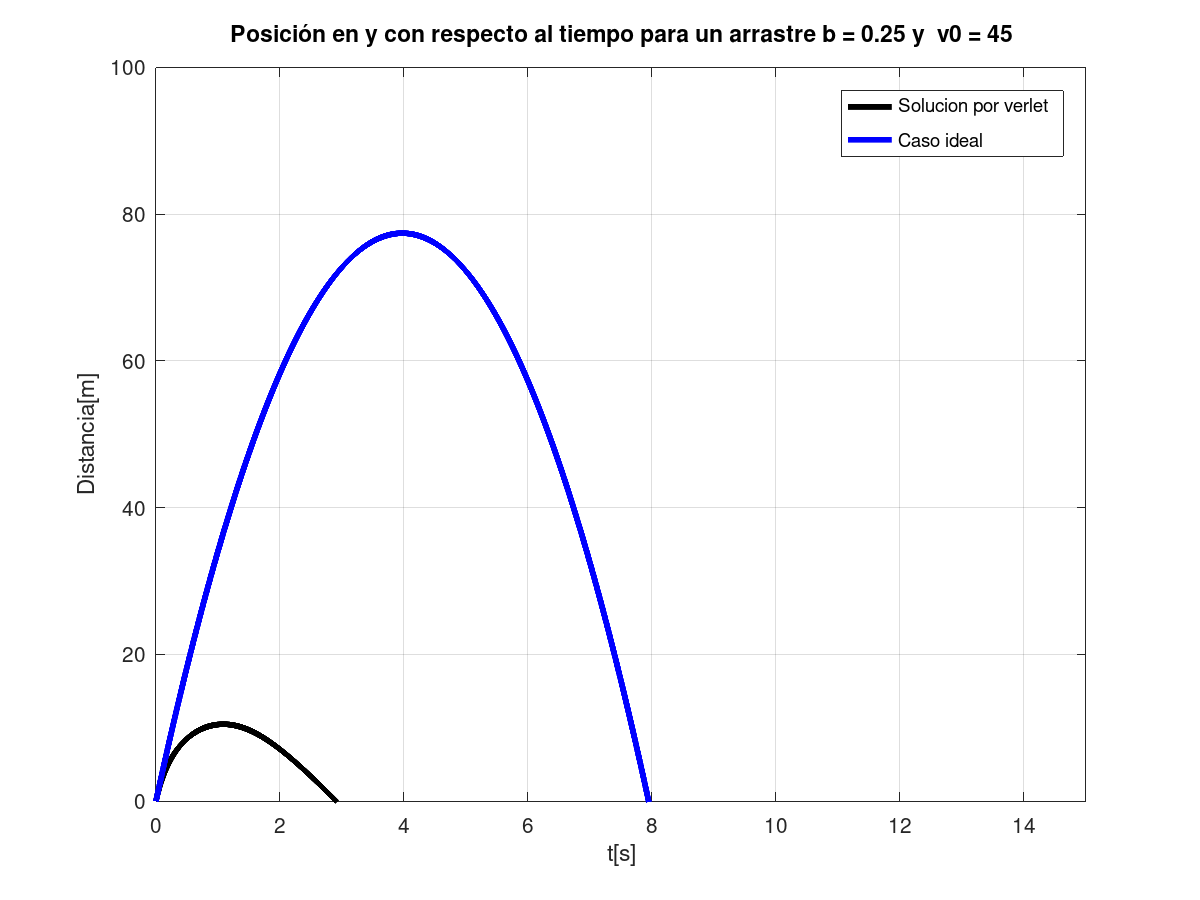 Posición en y con respecto al tiempo para un arrastre b = 0.25 y  v0 = 45
100
80
60
40
20
0
Distancia[m]
Solucion por verlet
Caso ideal
0 2 4 6 8 10 12 14
t[s]